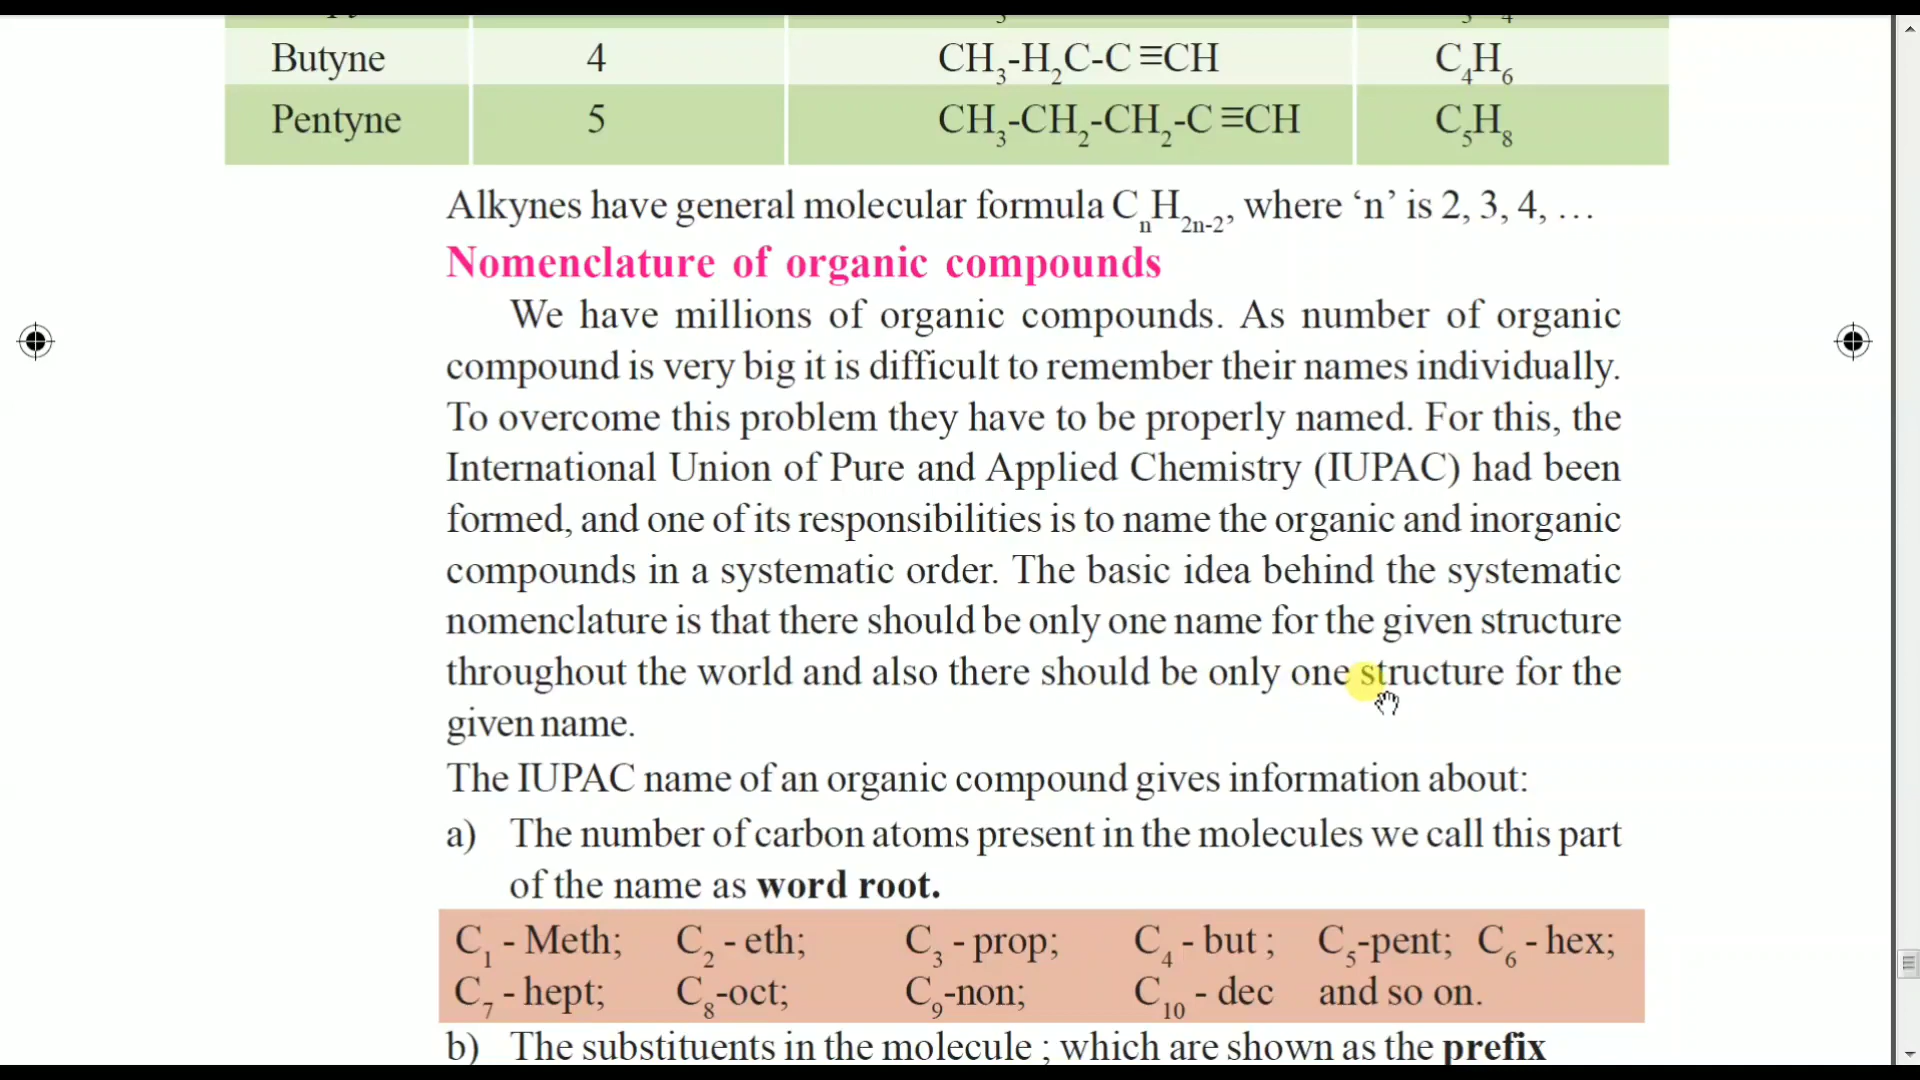 Butyne 4 CH₃-H₂C-C≡CH C₄H₆
Pentyne 5 CH₃-CH₂-CH₂-C≡CH C₅H₈
Alkynes have general molecular formula CₙH₂ₙ₋₂, where ‘n’ is 2, 3, 4, …
Nomenclature of organic compounds
We have millions of organic compounds. As number of organic
compound is very big it is difficult to remember their names individually.
To overcome this problem they have to be properly named. For this, the
International Union of Pure and Applied Chemistry (IUPAC) had been
formed, and one of its responsibilities is to name the organic and inorganic
compounds in a systematic order. The basic idea behind the systematic
nomenclature is that there should be only one name for the given structure
throughout the world and also there should be only one structure for the
given name.
The IUPAC name of an organic compound gives information about:
a) The number of carbon atoms present in the molecules we call this part
of the name as word root.
C₁ - Meth; C₂ - eth; C₃ - prop; C₄ - but ; C₅-pent; C₆ - hex;
C₇ - hept; C₈-oct; C₉-non; C₁₀ - dec and so on.
b) The substituents in the molecule ; which are shown as the prefix